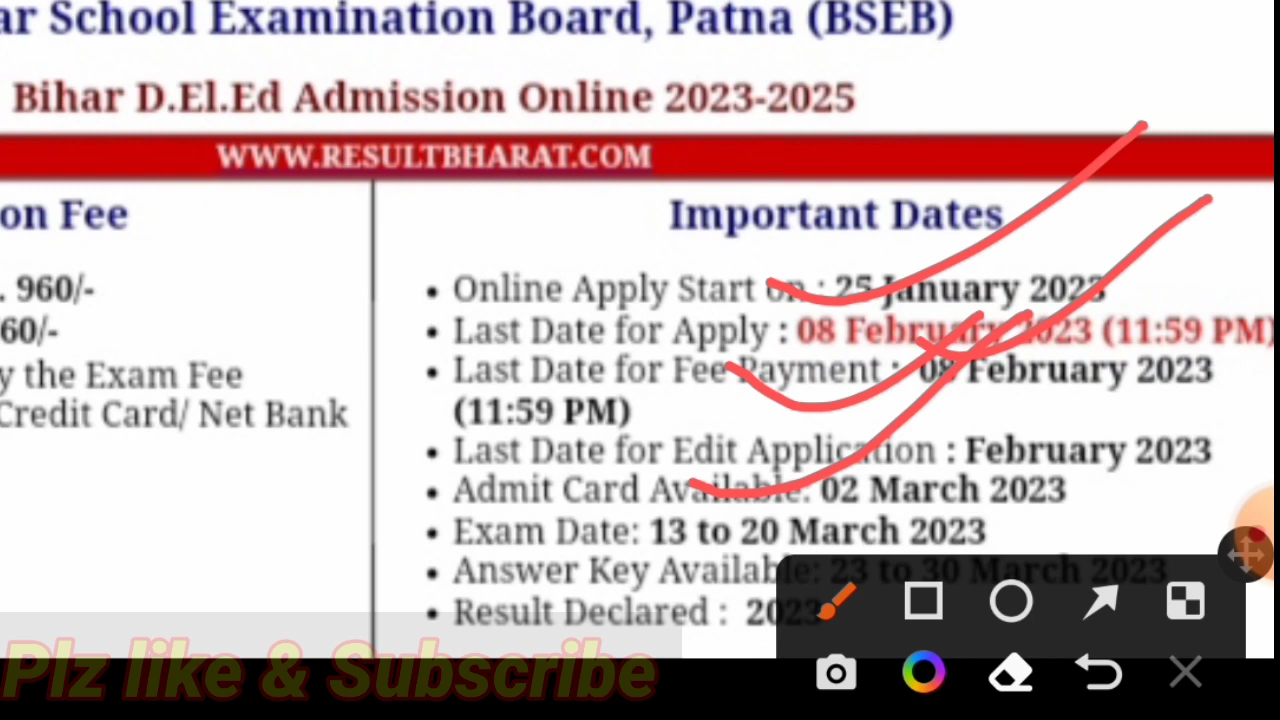 ar School Examination Board, Patna (BSEB)
Bihar D.El.Ed Admission Online 2023-2025
WWW.RESULTBHARAT.COM
on Fee
. 960/-
60/-
y the Exam Fee
Credit Card/ Net Bank
Important Dates
• Online Apply Start on : 25 January 2023
• Last Date for Apply : 08 February 2023 (11:59 PM)
• Last Date for Fee Payment : 08 February 2023
(11:59 PM)
• Last Date for Edit Application : February 2023
• Admit Card Available: 02 March 2023
• Exam Date: 13 to 20 March 2023
• Answer Key Available: 23 to 30 March 2023
• Result Declared : 2023
Plz like & Subscribe